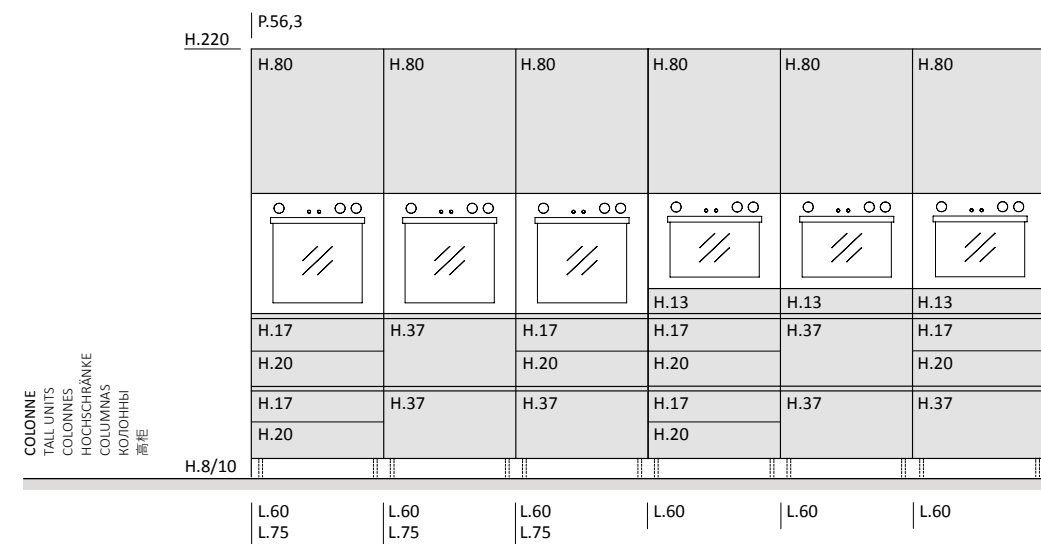 P.56,3
H.220
H.80 H.80 H.80 H.80 H.80 H.80
H.13 H.13 H.13
H.17 H.37 H.17 H.17 H.37 H.17
H.20 H.20 H.20 H.20
H.17 H.37 H.37 H.17 H.37 H.37
H.20 H.20
H.8/10
L.60 L.60 L.60 L.60 L.60 L.60
L.75 L.75 L.75
COLONNE
TALL UNITS
COLONNES
HOCHSCHRÄNKE
COLUMNAS
КОЛОННЫ
高柜